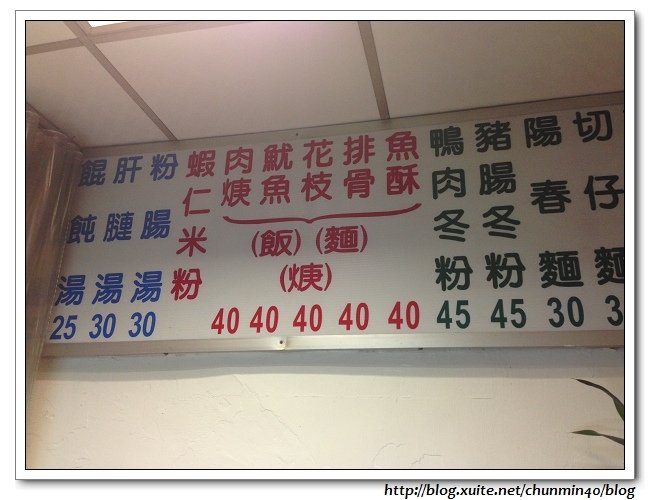 切仔麵
陽春麵 30
豬腸冬粉 45
鴨肉冬粉 45
魚酥 40
排骨 40
花枝 40
魷魚 40
肉焿 40
(飯)(麵)
(焿)
蝦仁米粉
粉腸湯 30
肝湯 30
餛飩湯 25
http://blog.xuite.net/chunmin40/blog